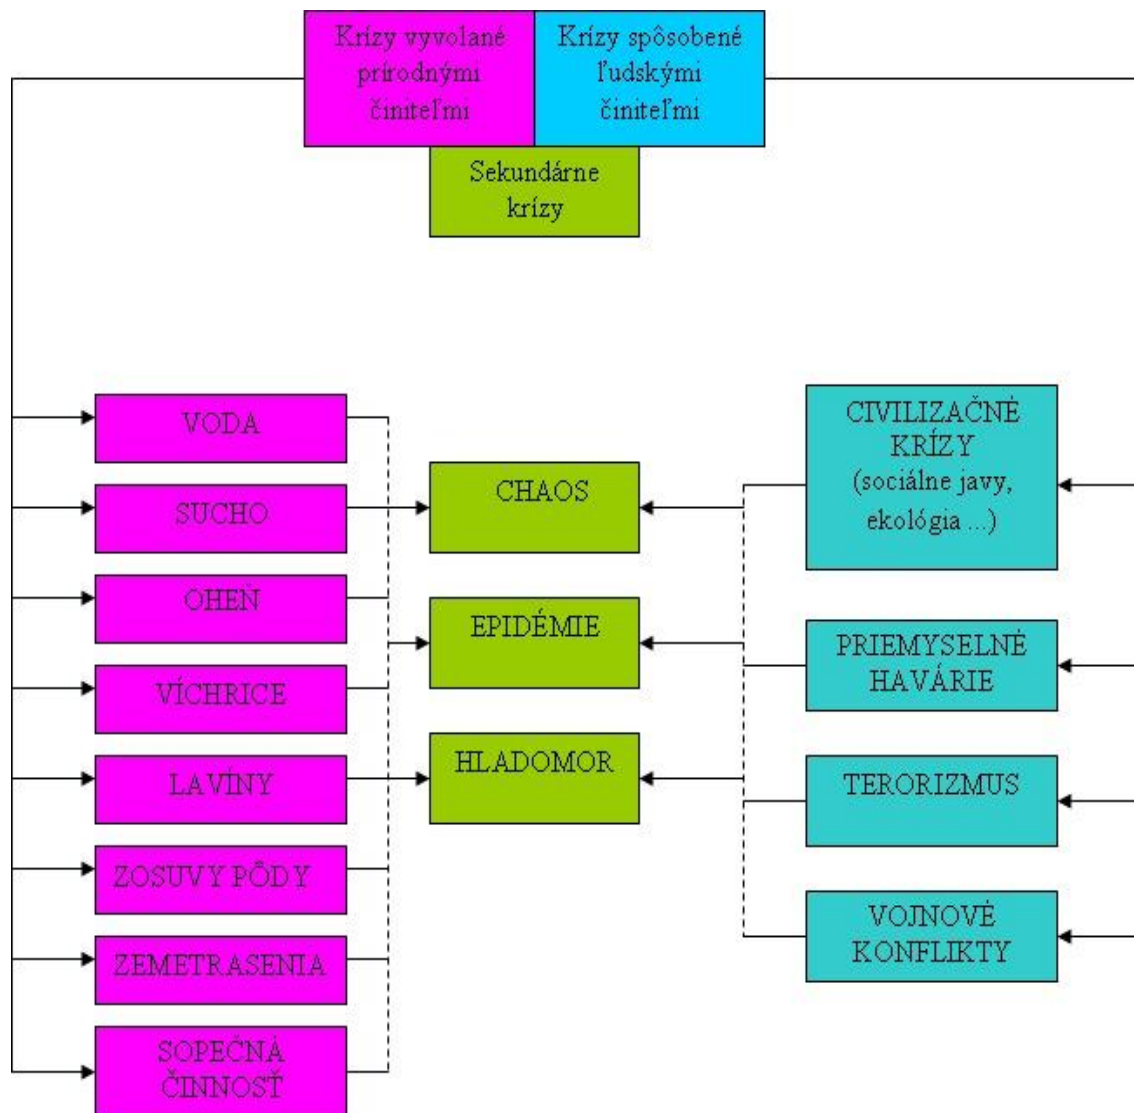 Krízy vyvolané
prírodnými
činiteľmi
Krízy spôsobené
ľudskými
činiteľmi
Sekundárne
krízy
VODA
SUCHO
OHEŇ
VÍCHRICE
LAVÍNY
ZOSUVY PÔDY
ZEMETRASENIA
SOPEČNÁ
ČINNOSŤ
CHAOS
EPIDÉMIE
HLADOMOR
CIVILIZAČNÉ
KRÍZY
(sociálne javy,
ekológia ...)
PRIEMYSELNÉ
HAVÁRIE
TERORIZMUS
VOJNOVÉ
KONFLIKTY